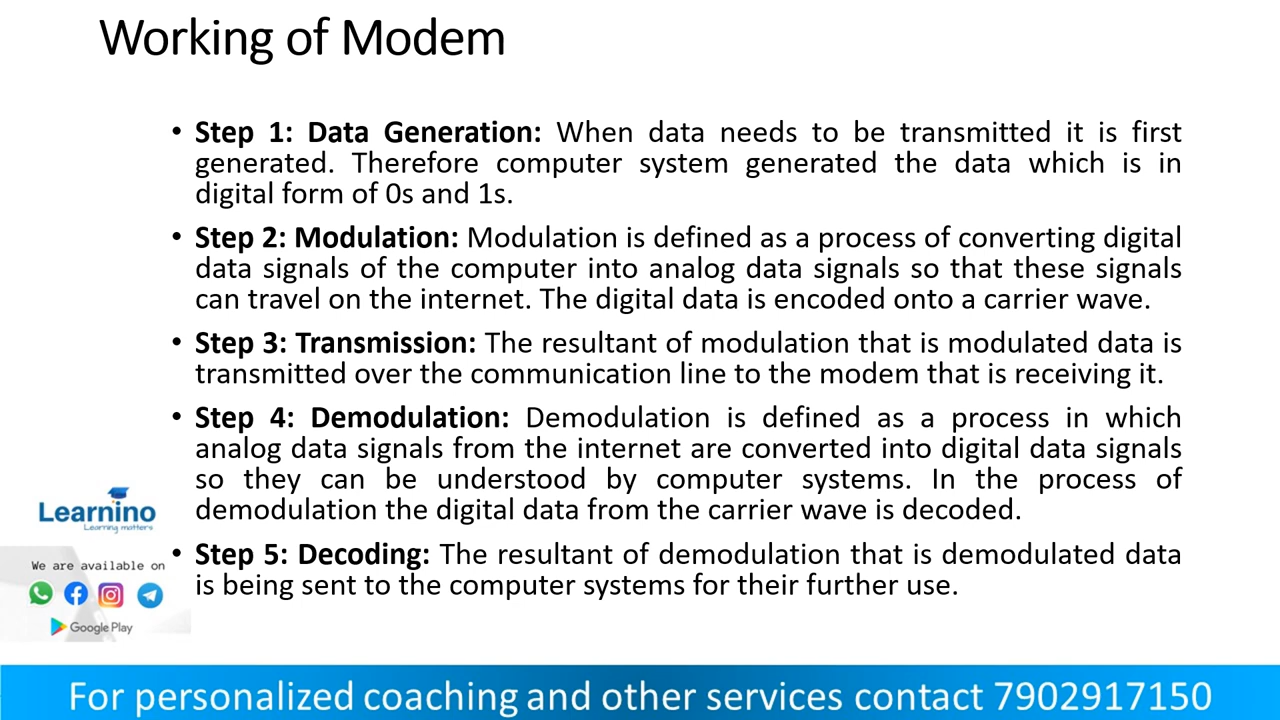 Working of Modem
• Step 1: Data Generation: When data needs to be transmitted it is first
generated. Therefore computer system generated the data which is in
digital form of 0s and 1s.
• Step 2: Modulation: Modulation is defined as a process of converting digital
data signals of the computer into analog data signals so that these signals
can travel on the internet. The digital data is encoded onto a carrier wave.
• Step 3: Transmission: The resultant of modulation that is modulated data is
transmitted over the communication line to the modem that is receiving it.
• Step 4: Demodulation: Demodulation is defined as a process in which
analog data signals from the internet are converted into digital data signals
so they can be understood by computer systems. In the process of
demodulation the digital data from the carrier wave is decoded.
• Step 5: Decoding: The resultant of demodulation that is demodulated data
is being sent to the computer systems for their further use.
Learnino
Learning matters
We are available on
Google Play
For personalized coaching and other services contact 7902917150